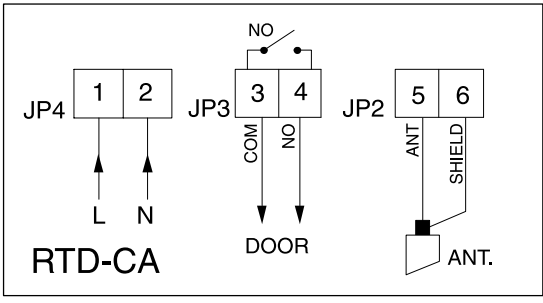 NO
JP4 1 2
JP3 3 4
JP2 5 6
COM NO
ANT SHIELD
L N
DOOR
ANT.
RTD-CA